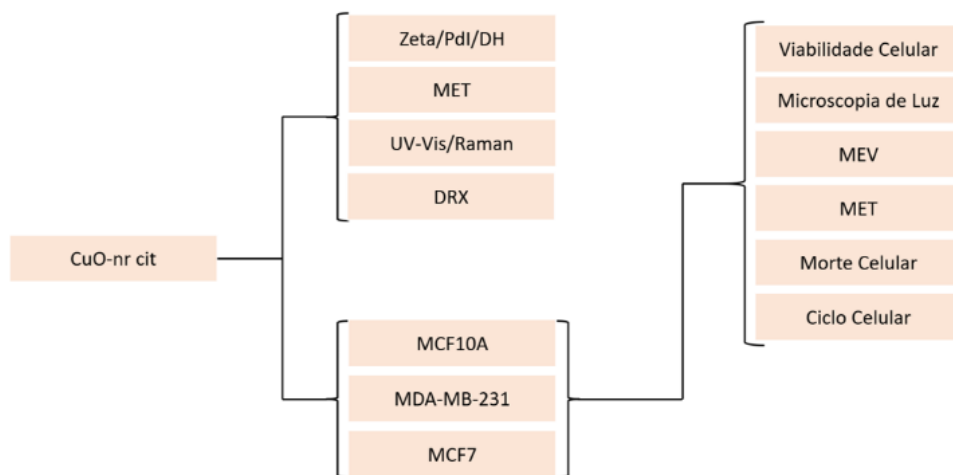 CuO-nr cit
Zeta/PdI/DH
MET
UV-Vis/Raman
DRX
MCF10A
MDA-MB-231
MCF7
Viabilidade Celular
Microscopia de Luz
MEV
MET
Morte Celular
Ciclo Celular